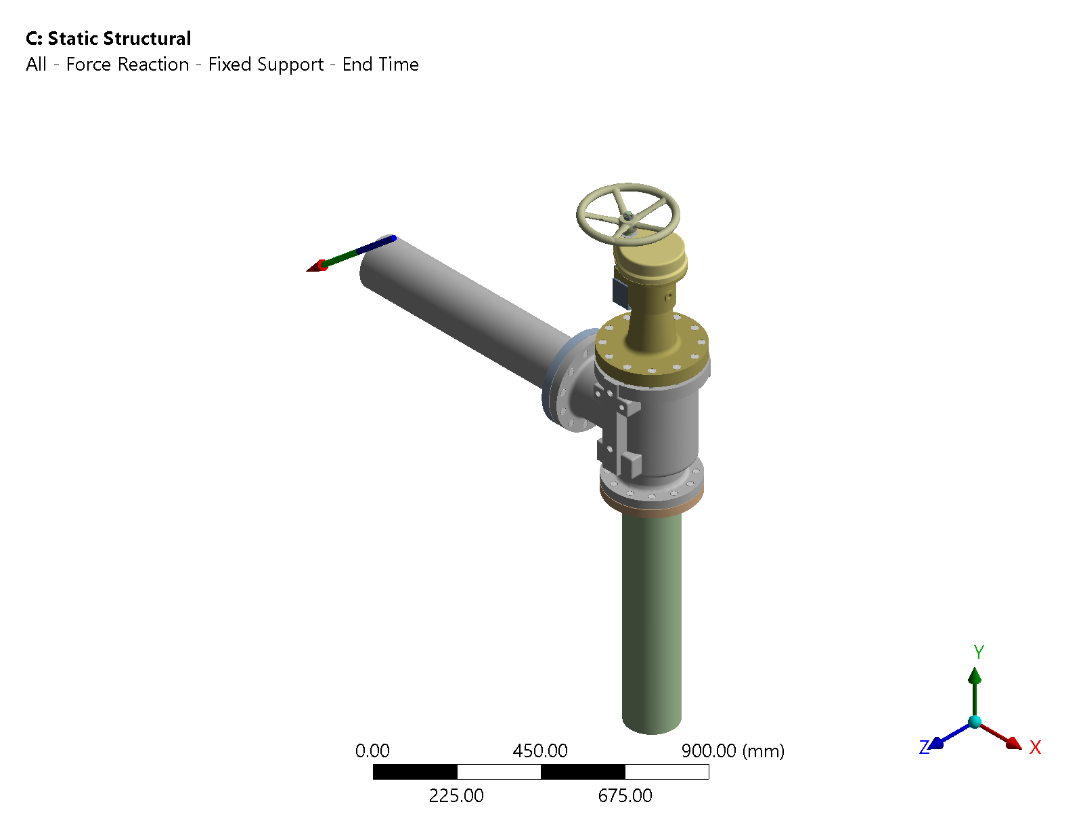 C: Static Structural
All - Force Reaction - Fixed Support - End Time
Y
Z
X
0.00 450.00 900.00 (mm)
225.00 675.00